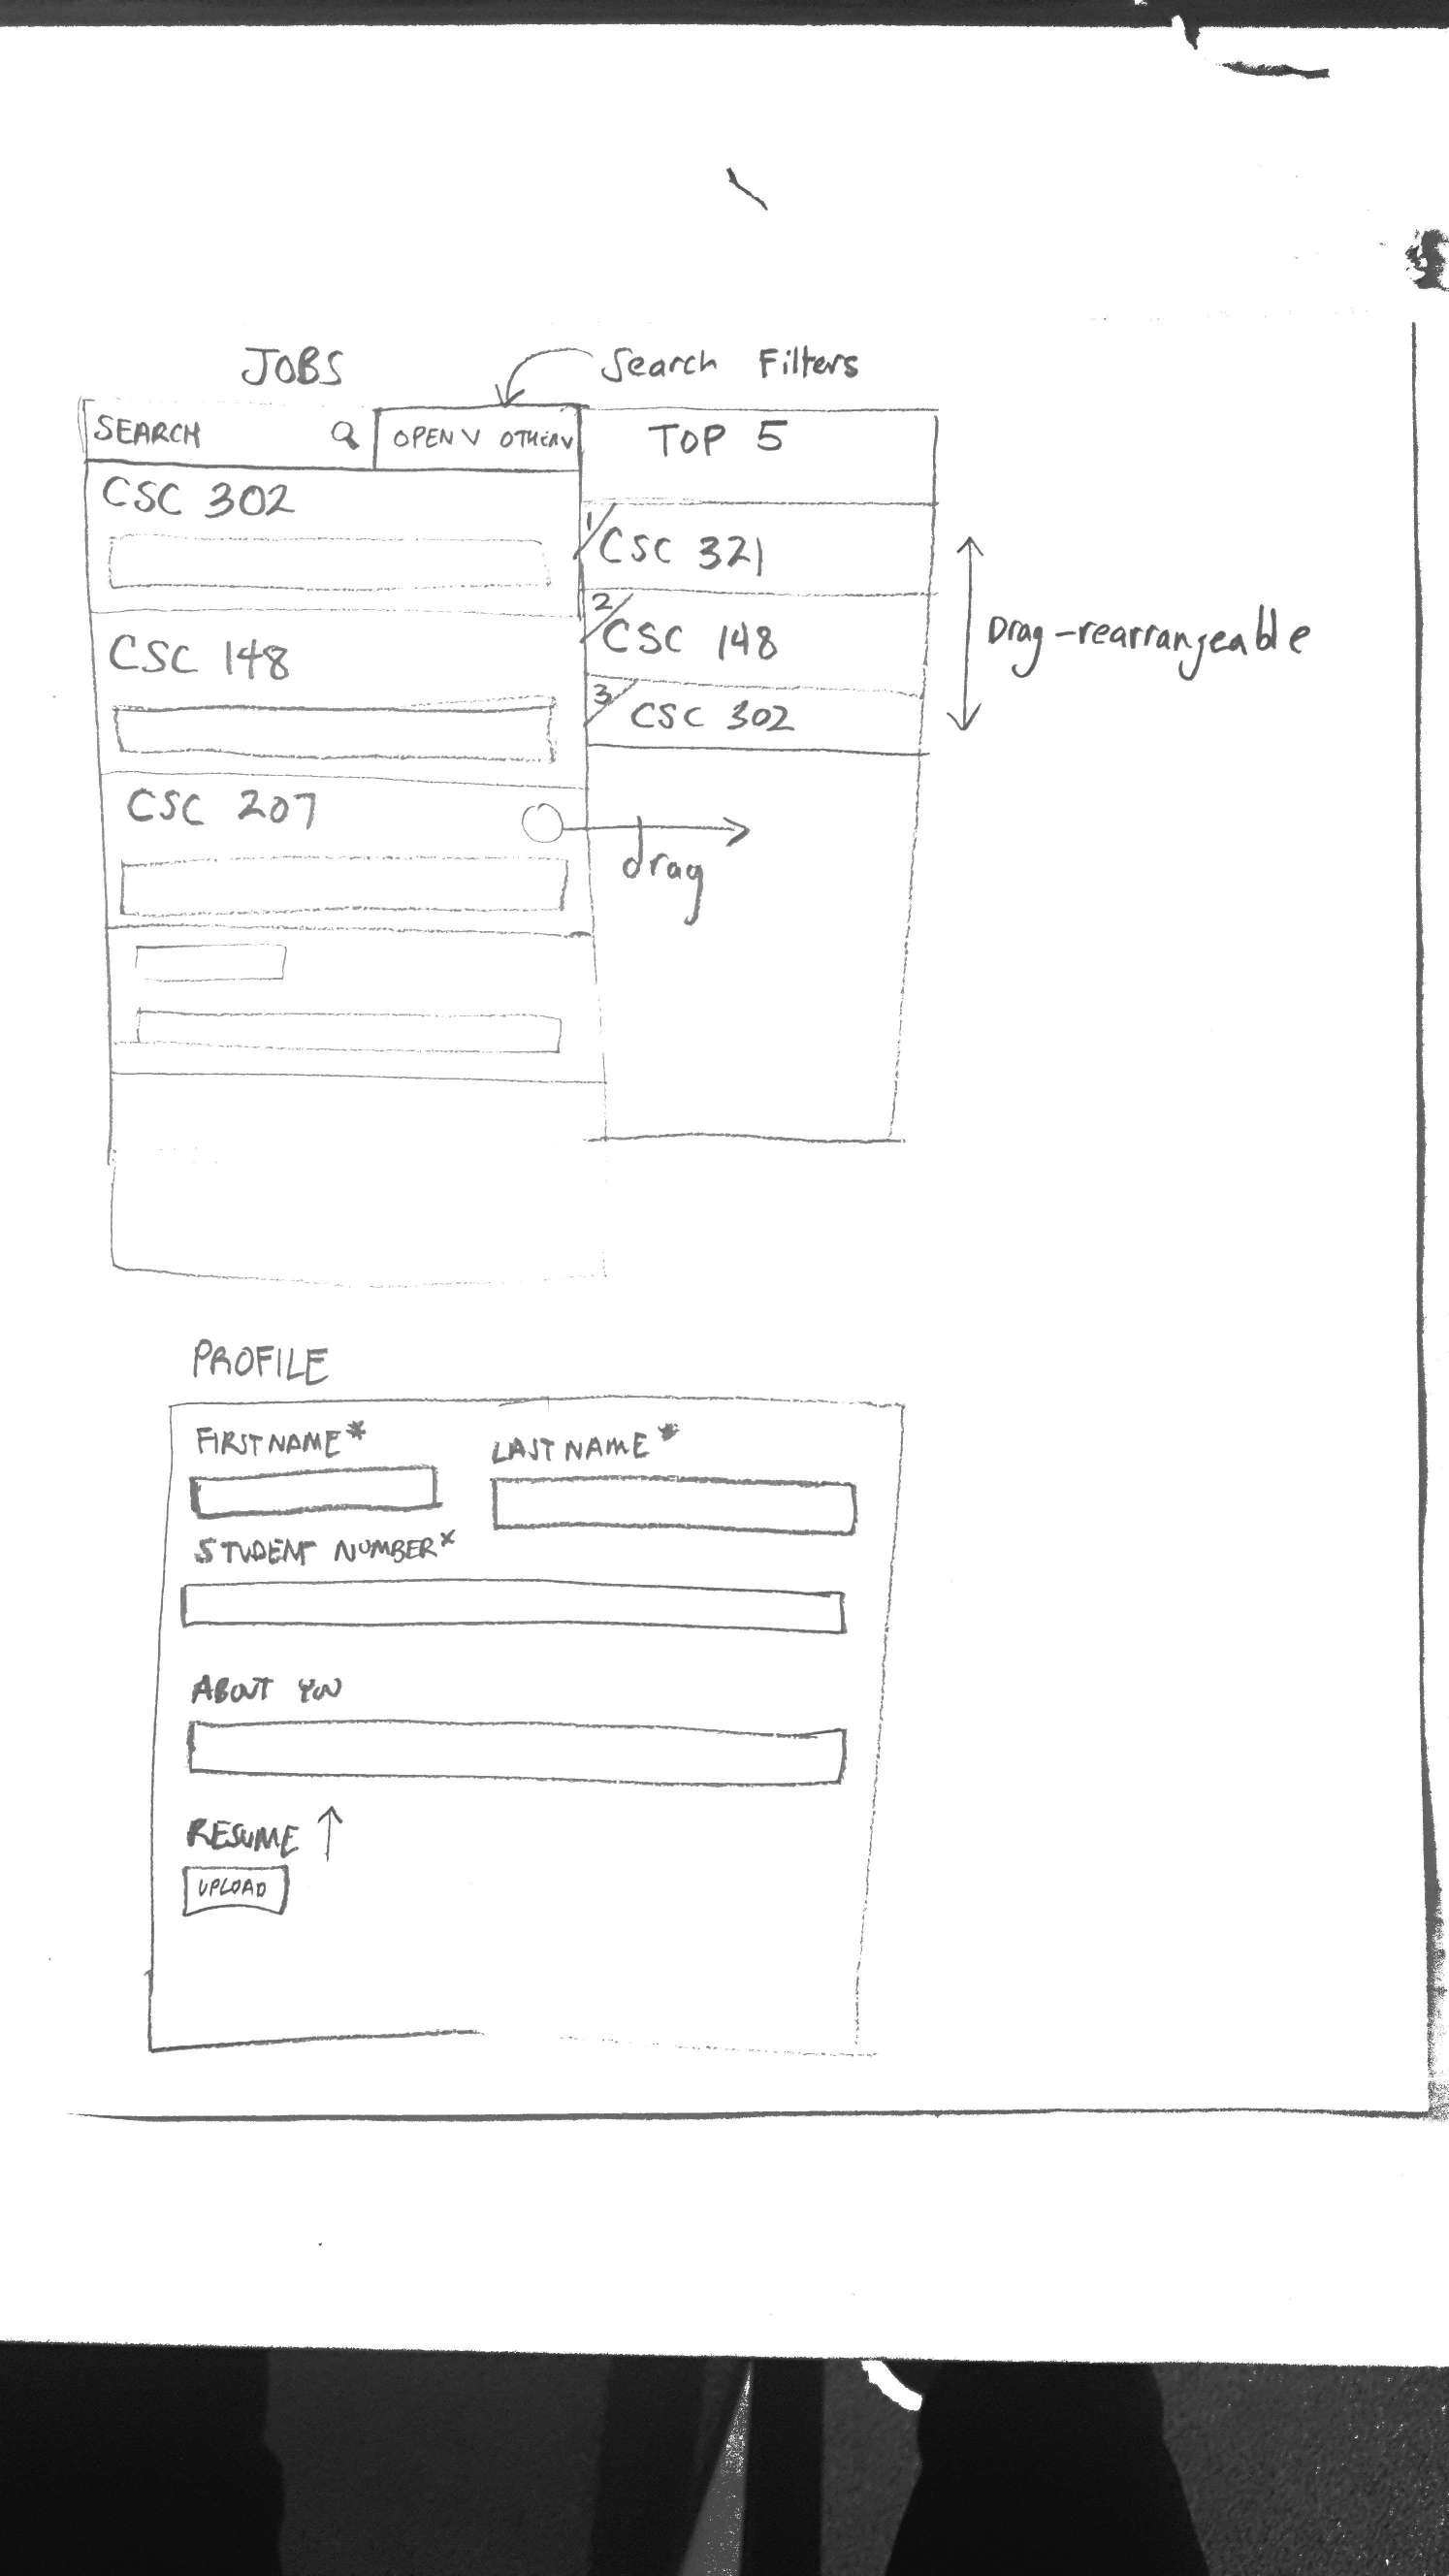 JOBS
Search Filters
SEARCH
OPEN V OTHER V
TOP 5
CSC 302
CSC 148
CSC 207
1/ CSC 321
2/ CSC 148
3/ CSC 302
Drag-rearrangeable
drag
PROFILE
FIRST NAME*
LAST NAME*
STUDENT NUMBER*
ABOUT YOU
RESUME ↑
UPLOAD